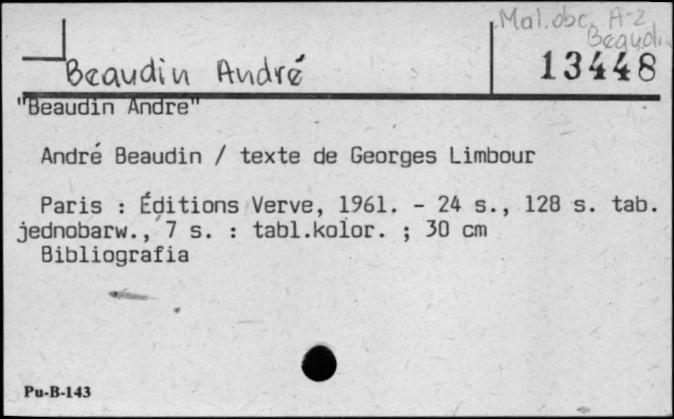 Mal. obc. A-Z
Beaudin
Beaudin André
13448
"Beaudin Andre"
André Beaudin / texte de Georges Limbour
Paris : Éditions Verve, 1961. - 24 s., 128 s. tab.
jednobarw., 7 s. : tabl.kolor. ; 30 cm
Bibliografia
Pu-B-143